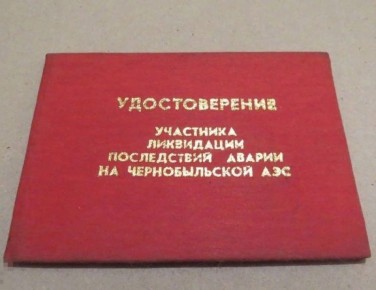 УДОСТОВЕРЕНИЕ
УЧАСТНИКА
ЛИКВИДАЦИИ
ПОСЛЕДСТВИЙ АВАРИИ
НА ЧЕРНОБЫЛЬСКОЙ АЭС